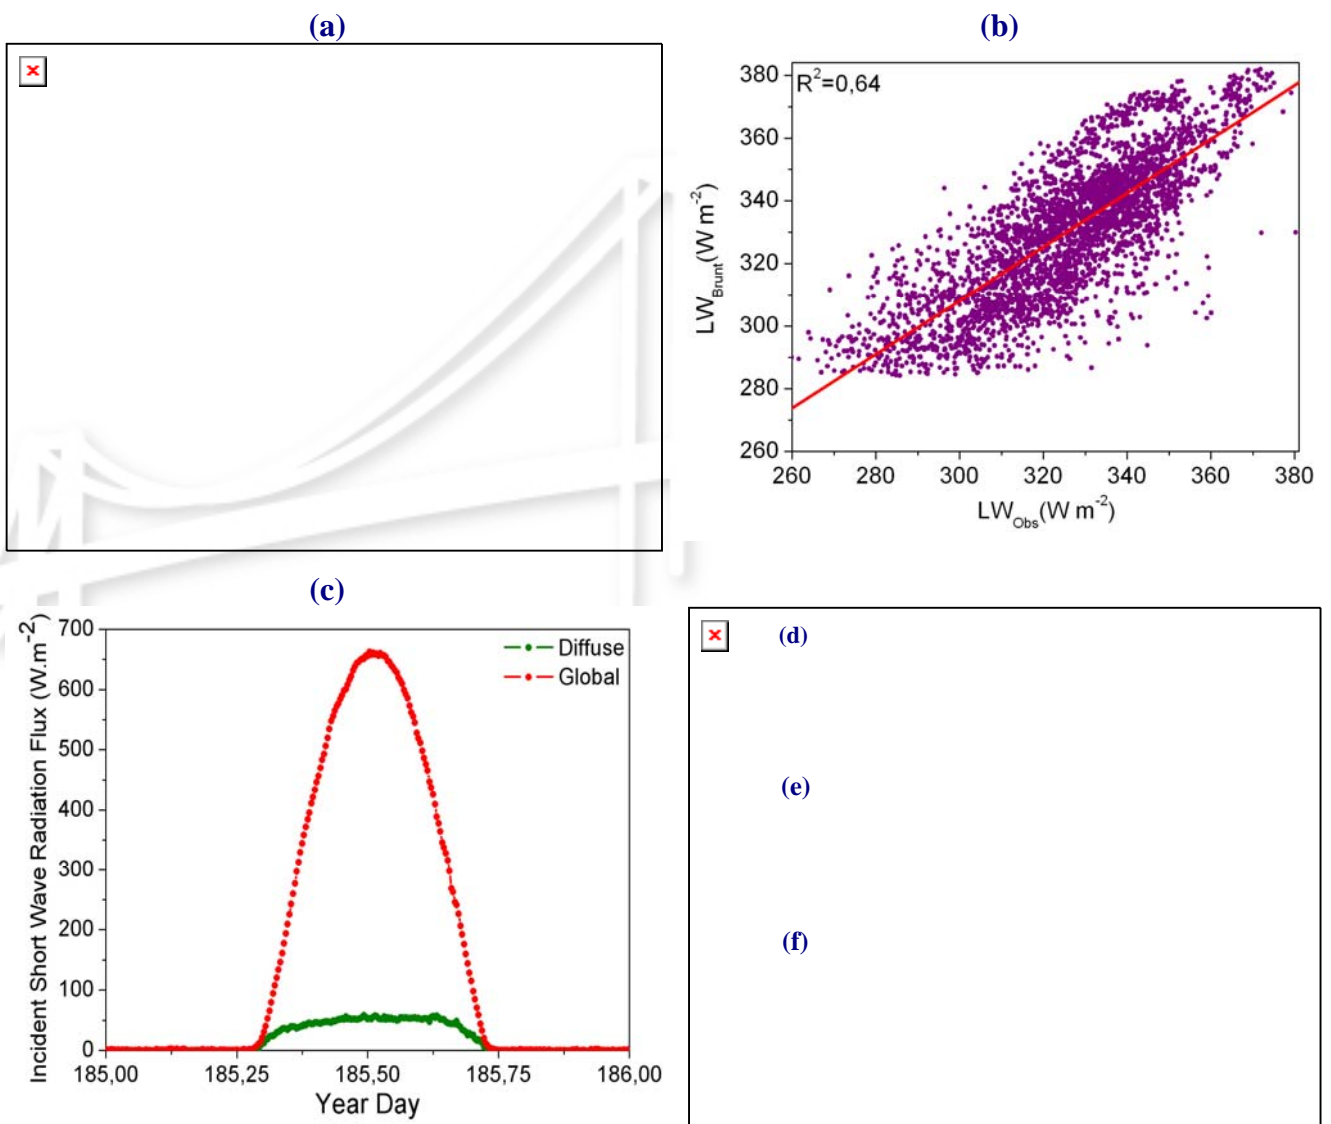 (a)
(b)
R²=0,64
380
360
340
320
300
280
260
LW_Brunt(W m⁻²)
260 280 300 320 340 360 380
LW_Obs(W m⁻²)
(c)
Incident Short Wave Radiation Flux (W.m⁻²)
700
600
500
400
300
200
100
0
Diffuse
Global
185,00 185,25 185,50 185,75 186,00
Year Day
(d)
(e)
(f)